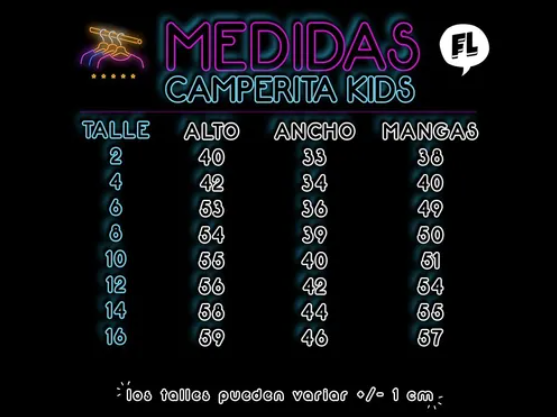 MEDIDAS
FL
CAMPERITA KIDS
TALLE ALTO ANCHO MANGAS
2 40 33 38
4 42 34 40
6 53 36 49
8 54 39 50
10 55 40 51
12 56 42 54
14 58 44 55
16 59 46 57
los talles pueden variar +/- 1 cm